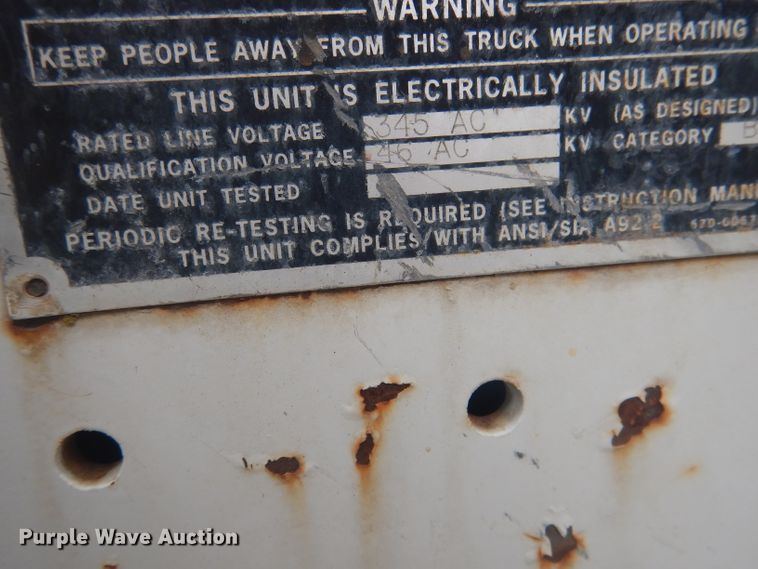 WARNING
KEEP PEOPLE AWAY FROM THIS TRUCK WHEN OPERATING
THIS UNIT IS ELECTRICALLY INSULATED
RATED LINE VOLTAGE 345 AC KV (AS DESIGNED)
QUALIFICATION VOLTAGE 46 AC KV CATEGORY B
DATE UNIT TESTED
PERIODIC RE-TESTING IS REQUIRED (SEE INSTRUCTION MAN
THIS UNIT COMPLIES WITH ANSI/SIA A92.2
Purple Wave Auction